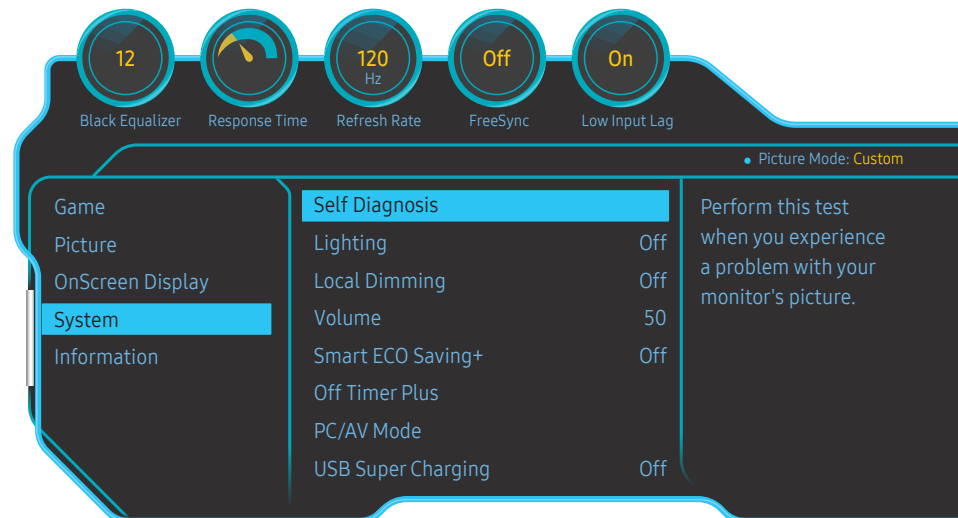 12
120
Hz
Off
On
Black Equalizer
Response Time
Refresh Rate
FreeSync
Low Input Lag
Picture Mode: Custom
Game
Picture
OnScreen Display
System
Information
Self Diagnosis
Lighting Off
Local Dimming Off
Volume 50
Smart ECO Saving+ Off
Off Timer Plus
PC/AV Mode
USB Super Charging Off
Perform this test
when you experience
a problem with your
monitor's picture.